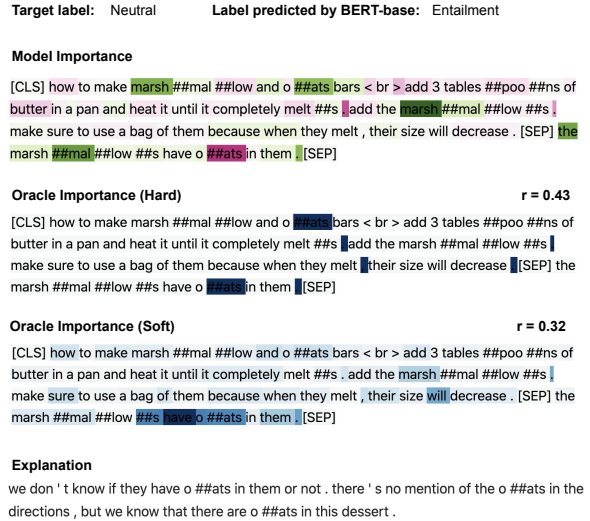 Target label: Neutral Label predicted by BERT-base: Entailment
Model Importance
[CLS] how to make marsh ##mal ##low and o ##ats bars < br > add 3 tables ##poo ##ns of
butter in a pan and heat it until it completely melt ##s . add the marsh ##mal ##low ##s .
make sure to use a bag of them because when they melt , their size will decrease . [SEP] the
marsh ##mal ##low ##s have o ##ats in them . [SEP]
Oracle Importance (Hard) r = 0.43
[CLS] how to make marsh ##mal ##low and o ##ats bars < br > add 3 tables ##poo ##ns of
butter in a pan and heat it until it completely melt ##s . add the marsh ##mal ##low ##s .
make sure to use a bag of them because when they melt , their size will decrease . [SEP] the
marsh ##mal ##low ##s have o ##ats in them . [SEP]
Oracle Importance (Soft) r = 0.32
[CLS] how to make marsh ##mal ##low and o ##ats bars < br > add 3 tables ##poo ##ns of
butter in a pan and heat it until it completely melt ##s . add the marsh ##mal ##low ##s .
make sure to use a bag of them because when they melt , their size will decrease . [SEP] the
marsh ##mal ##low ##s have o ##ats in them . [SEP]
Explanation
we don ' t know if they have o ##ats in them or not . there ' s no mention of the o ##ats in the
directions , but we know that there are o ##ats in this dessert .